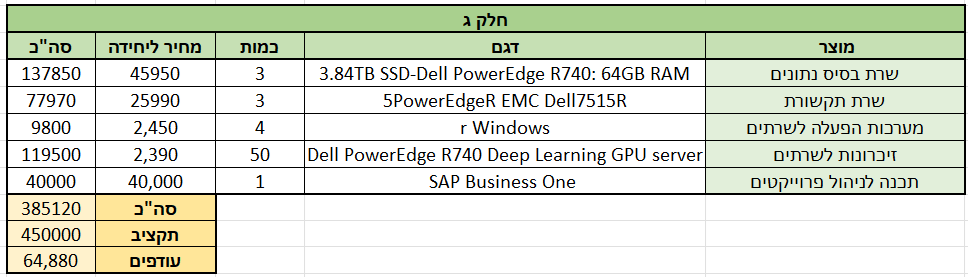 חלק ג
מוצר דגם כמות מחיר ליחידה סה"כ
שרת בסיס נתונים 3.84TB SSD-Dell PowerEdge R740: 64GB RAM 3 45950 137850
שרת תקשורת 5PowerEdgeR EMC Dell7515R 3 25990 77970
מערכות הפעלה לשרתים r Windows 4 2,450 9800
זיכרונות לשרתים Dell PowerEdge R740 Deep Learning GPU server 50 2,390 119500
תכנה לניהול פרוייקטים SAP Business One 1 40,000 40000
סה"כ 385120
תקציב 450000
עודפים 64,880